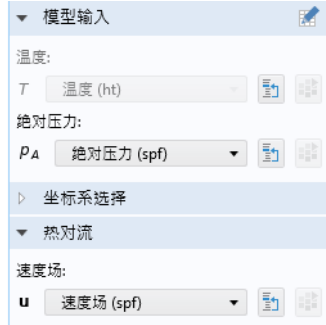 模型输入
温度:
T 温度 (ht)
绝对压力:
pA 绝对压力 (spf)
坐标系选择
热对流
速度场:
u 速度场 (spf)